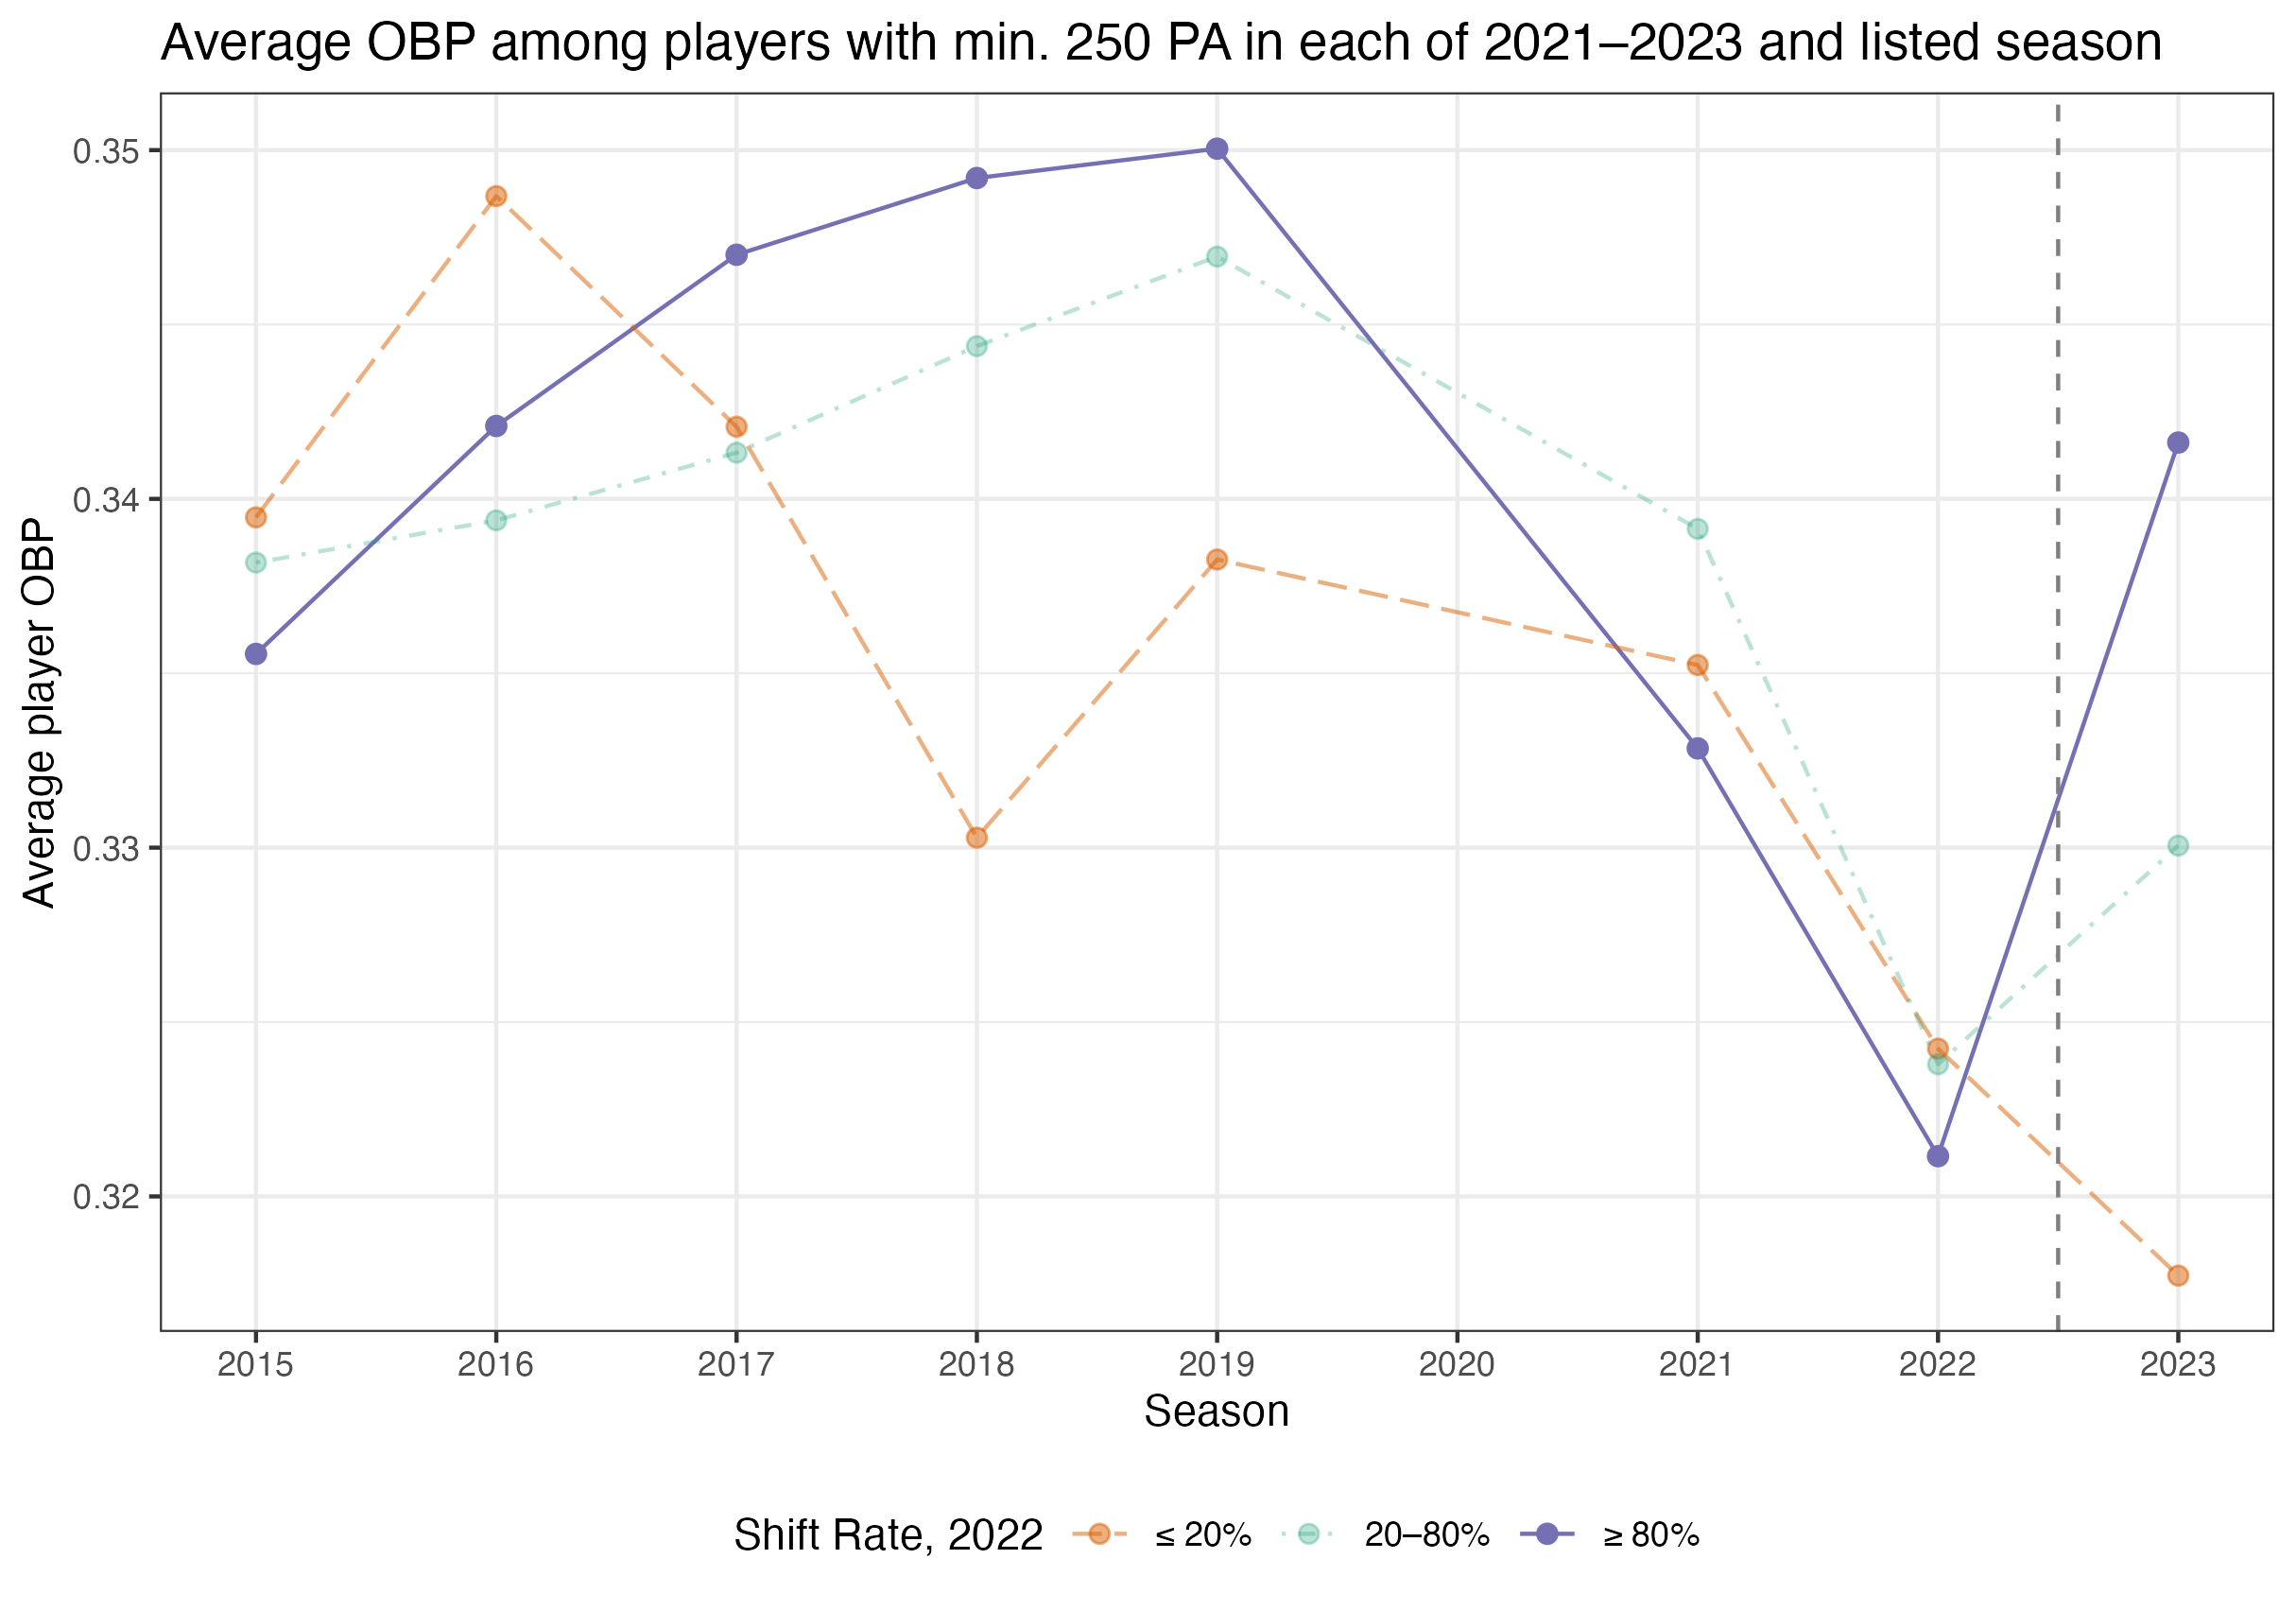 Average OBP among players with min. 250 PA in each of 2021–2023 and listed season
Average player OBP
0.35
0.34
0.33
0.32
2015 2016 2017 2018 2019 2020 2021 2022 2023
Season
Shift Rate, 2022 ≤ 20% 20–80% ≥ 80%